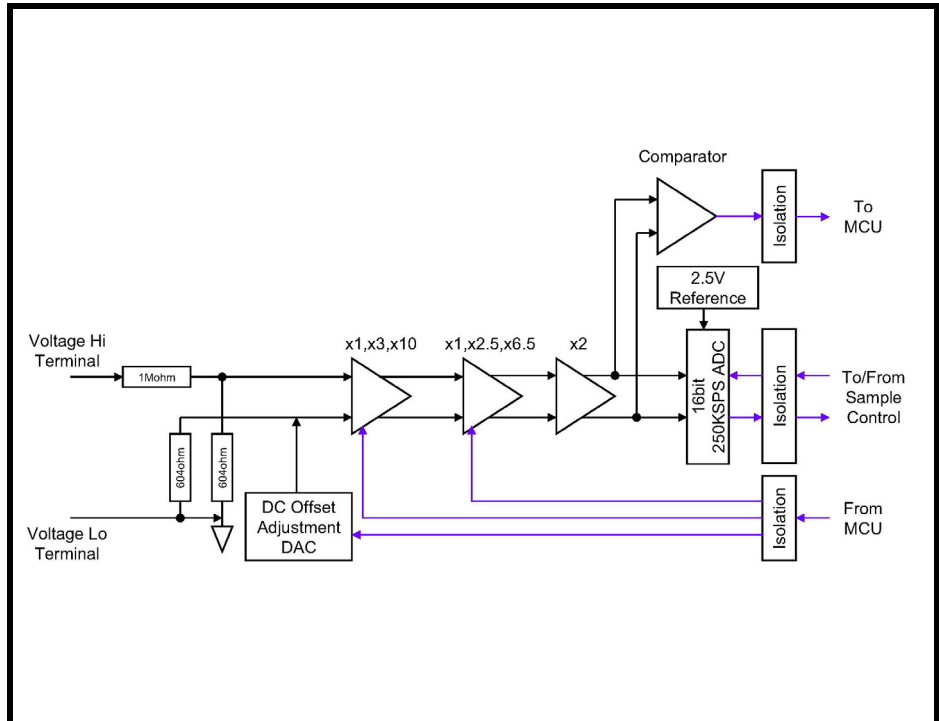 Comparator
Isolation
To
MCU
2.5V
Reference
Voltage Hi
Terminal
x1,x3,x10
x1,x2.5,x6.5
x2
1Mohm
16bit
250KSPS ADC
Isolation
To/From
Sample
Control
604ohm
604ohm
Voltage Lo
Terminal
DC Offset
Adjustment
DAC
Isolation
From
MCU